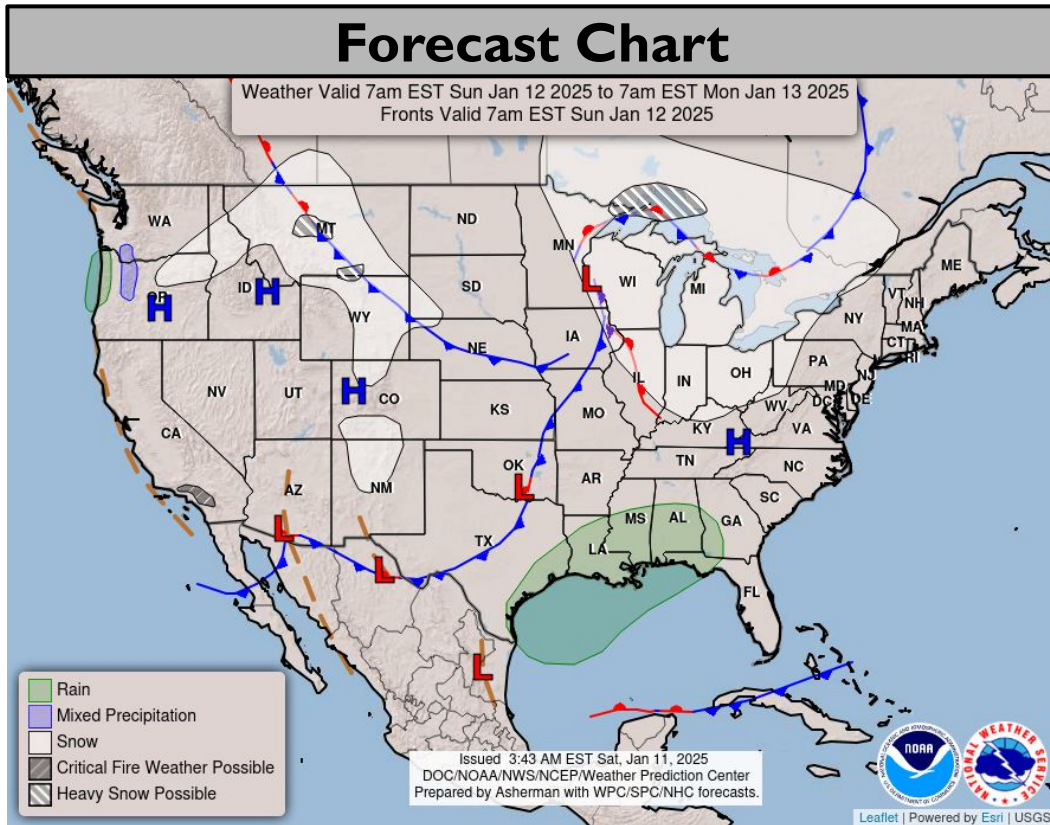 Forecast Chart
Weather Valid 7am EST Sun Jan 12 2025 to 7am EST Mon Jan 13 2025
Fronts Valid 7am EST Sun Jan 12 2025
WA
MT
ND
MN
ME
OR
ID
SD
WI
MI
VT
NH
WY
NY
MA
CT
RI
IA
NE
PA
NJ
NV
UT
CO
IL
IN
OH
MD
DE
DC
WV
KS
MO
KY
VA
CA
TN
NC
AZ
NM
OK
AR
SC
MS
AL
GA
TX
LA
FL
H
H
H
H
L
L
L
L
L
Rain
Mixed Precipitation
Snow
Critical Fire Weather Possible
Heavy Snow Possible
Issued 3:43 AM EST Sat, Jan 11, 2025
DOC/NOAA/NWS/NCEP/Weather Prediction Center
Prepared by Asherman with WPC/SPC/NHC forecasts.
NOAA
NATIONAL WEATHER SERVICE
Leaflet | Powered by Esri | USGS